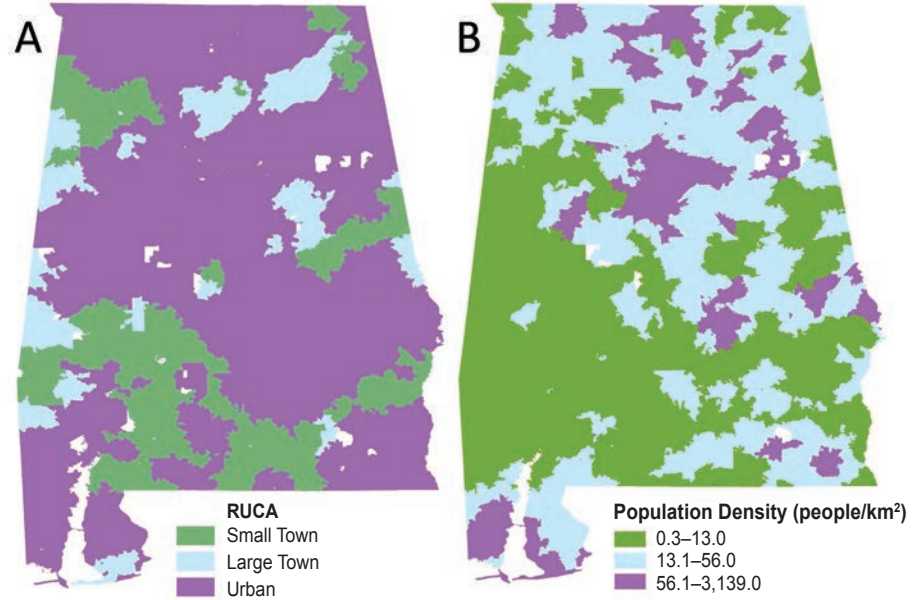 A
B
RUCA
Small Town
Large Town
Urban
Population Density (people/km²)
0.3–13.0
13.1–56.0
56.1–3,139.0